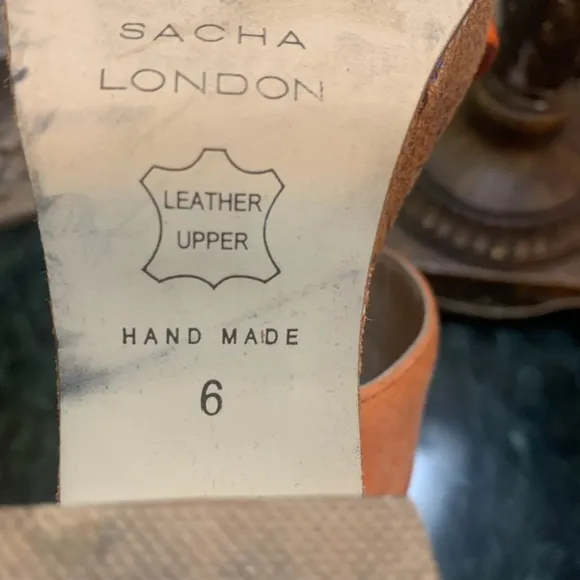 SACHA
LONDON
LEATHER
UPPER
HAND MADE
6